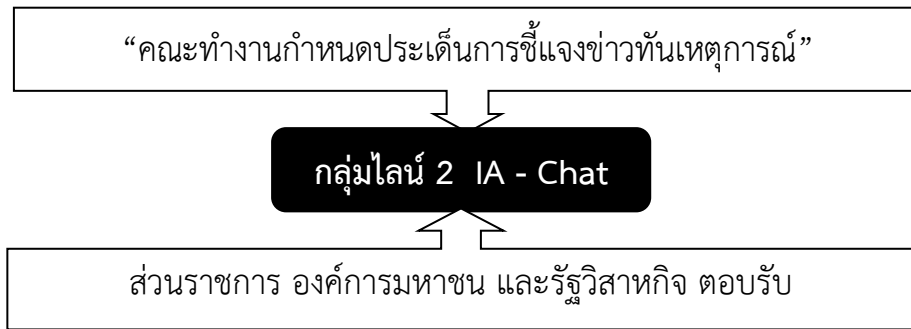 “คณะทำงานกำหนดประเด็นการชี้แจงข่าวทันเหตุการณ์”
กลุ่มไลน์ 2 IA - Chat
ส่วนราชการ องค์การมหาชน และรัฐวิสาหกิจ ตอบรับ